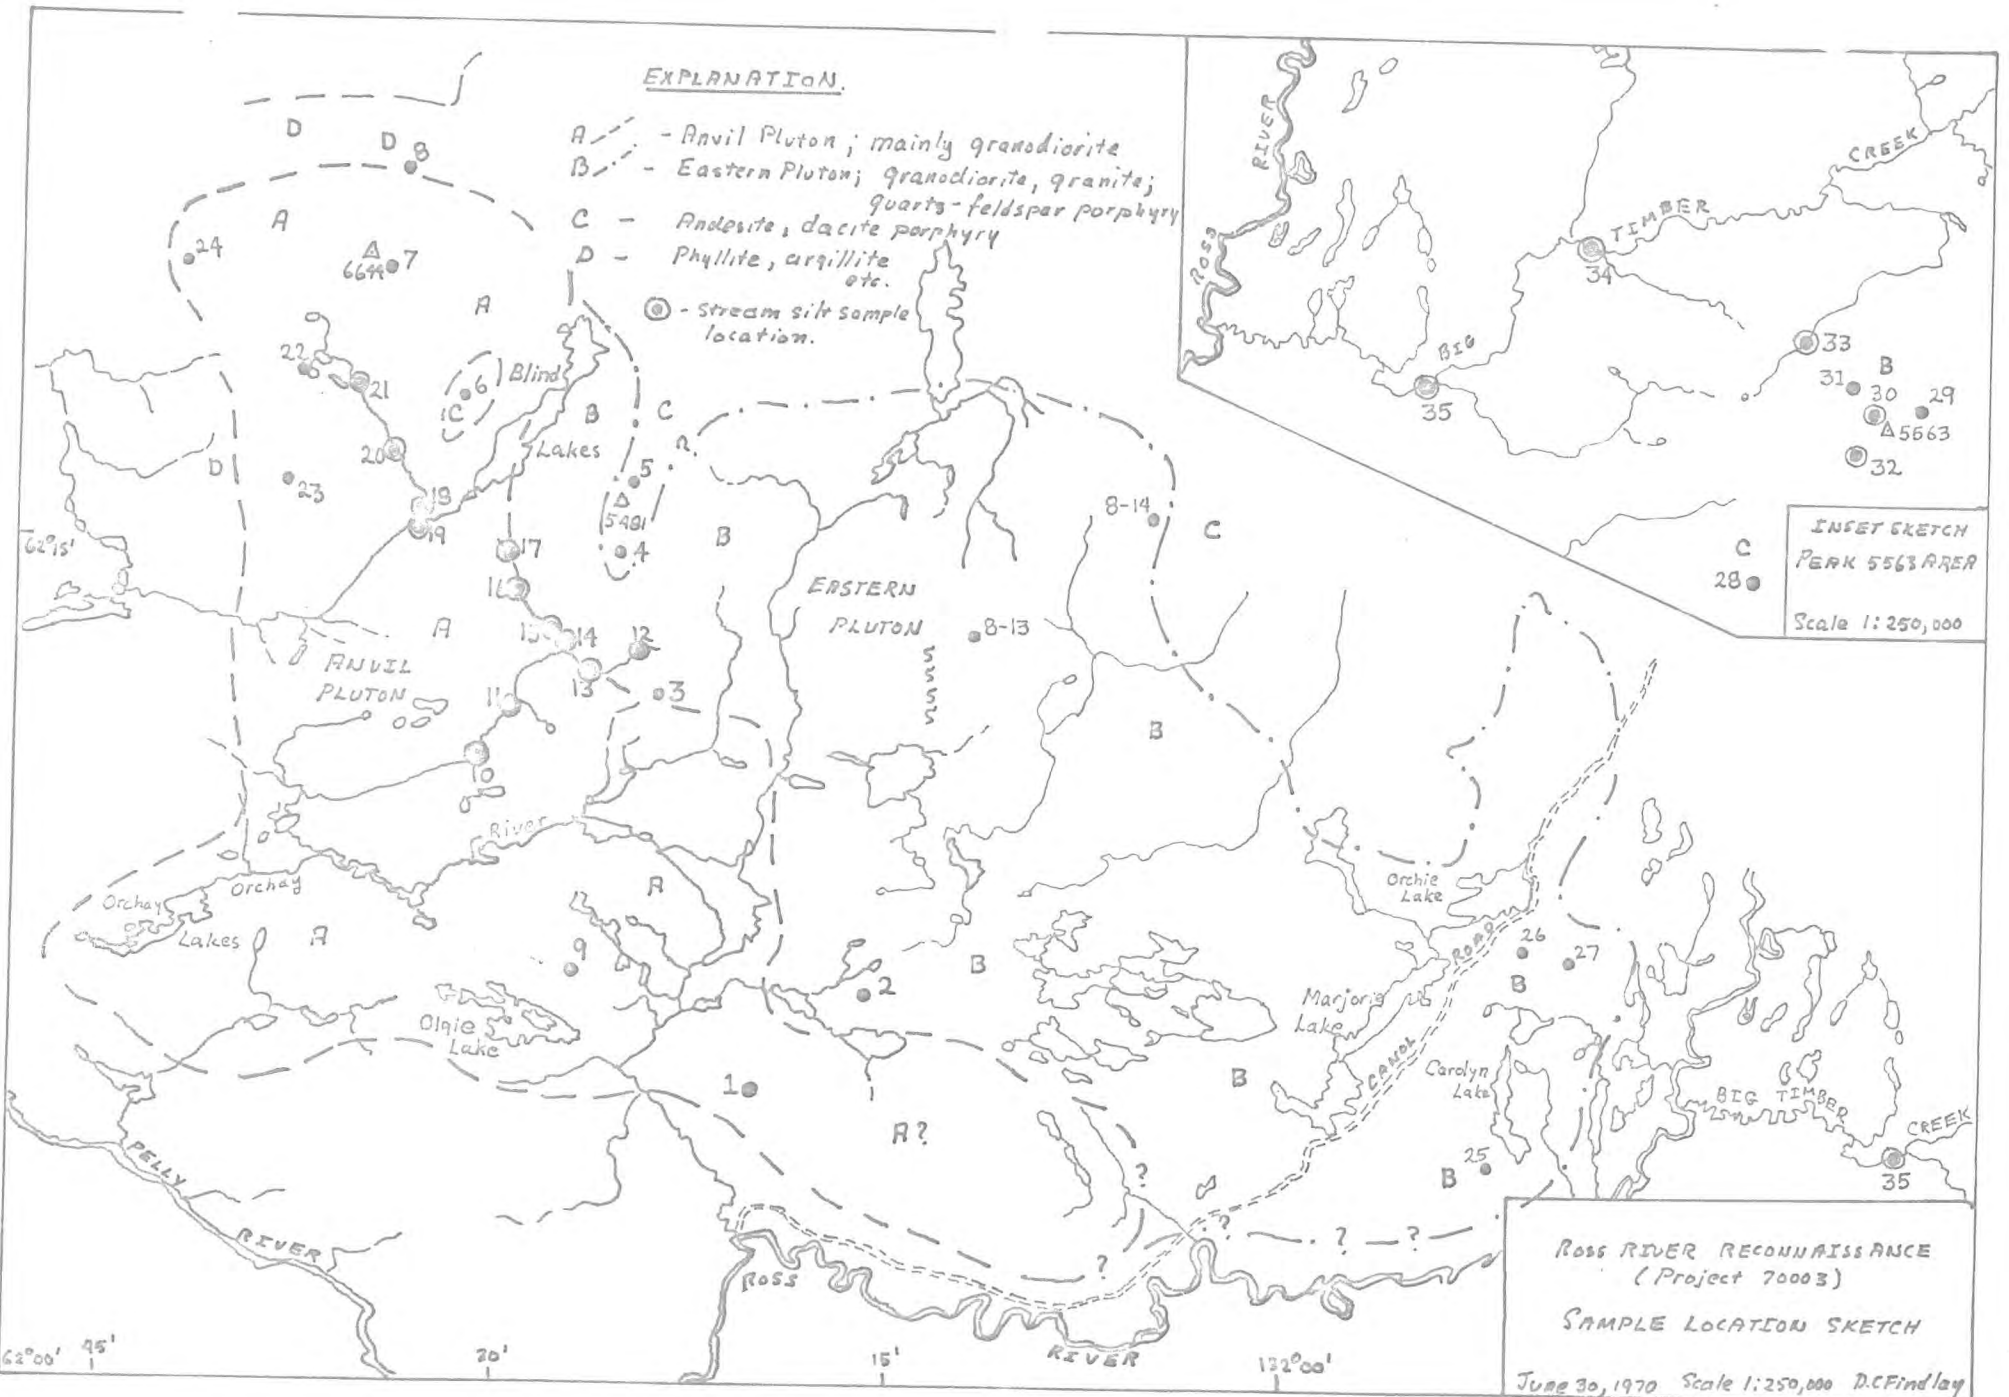 EXPLANATION.
A - Anvil Pluton; mainly granodiorite
B - Eastern Pluton; granodiorite, granite;
quartz-feldspar porphyry
C - Andesite, dacite porphyry
D - Phyllite, argillite
etc.
- Stream silt sample
location.
D
D 8
A
24
6644 7
A
22
21
6
C
Blind
Lakes
B
C
20
D
23
18
19
5
5481
4
17
16
15
14
12
13
3
11
10
62°15'
A
ANVIL
PLUTON
B
EASTERN
PLUTON
8-14
C
8-13
B
River
Orchay
Orchay
Lakes
A
A
9
Olgie
Lake
2
B
1
A?
Orchie
Lake
ROAD
26
27
B
Marjorie
Lake
CANOL
B
Carolyn
Lake
25
B
BIG TIMBER
CREEK
35
?
?
?
?
?
PELLY
RIVER
ROSS
RIVER
62°00'
45'
30'
15'
132°00'
RIVER
ROSS
BIG
TIMBER
CREEK
34
35
33
B
31
30
29
5563
32
C
28
INSET SKETCH
PEAK 5563 AREA
Scale 1:250,000
ROSS RIVER RECONNAISSANCE
(Project 70003)
SAMPLE LOCATION SKETCH
June 30, 1970 Scale 1:250,000 D.C Findlay